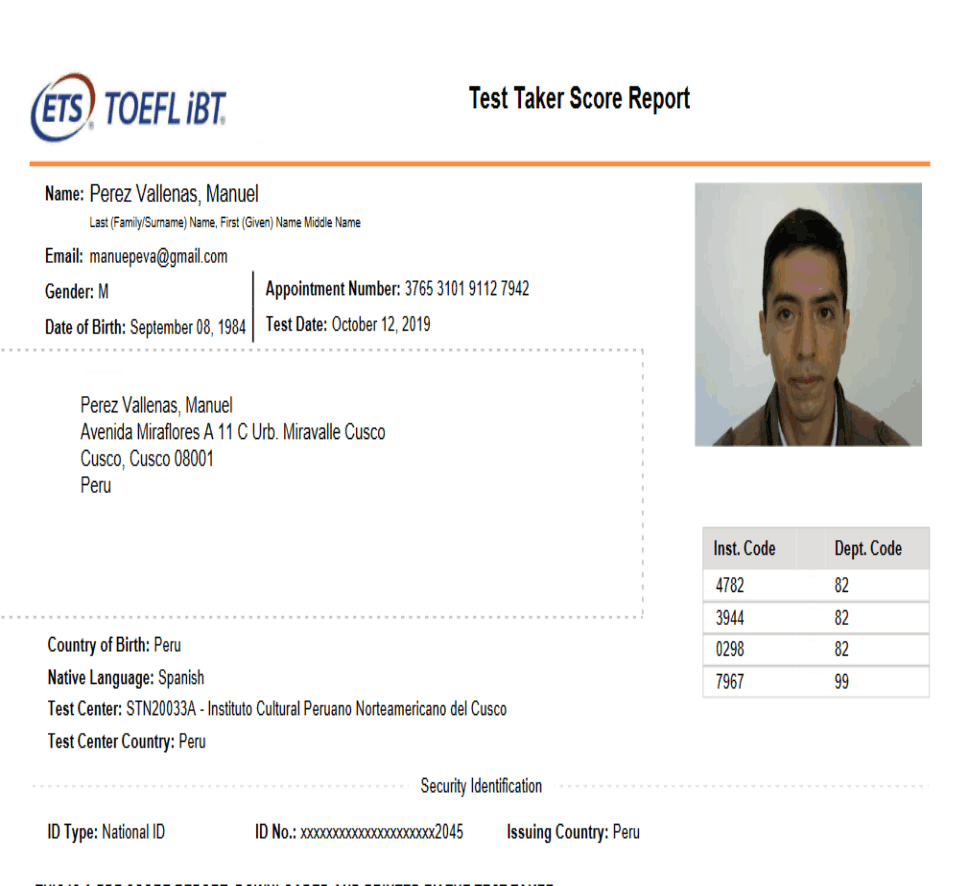 ETS® TOEFL iBT®
Test Taker Score Report
Name: Perez Vallenas, Manuel
Last (Family/Surname) Name, First (Given) Name Middle Name
Email: manuepeva@gmail.com
Gender: M
Date of Birth: September 08, 1984
Appointment Number: 3765 3101 9112 7942
Test Date: October 12, 2019
Perez Vallenas, Manuel
Avenida Miraflores A 11 C Urb. Miravalle Cusco
Cusco, Cusco 08001
Peru
Inst. Code Dept. Code
4782 82
3944 82
0298 82
7967 99
Country of Birth: Peru
Native Language: Spanish
Test Center: STN20033A - Instituto Cultural Peruano Norteamericano del Cusco
Test Center Country: Peru
Security Identification
ID Type: National ID ID No.: xxxxxxxxxxxxxxxxxxxxx2045 Issuing Country: Peru